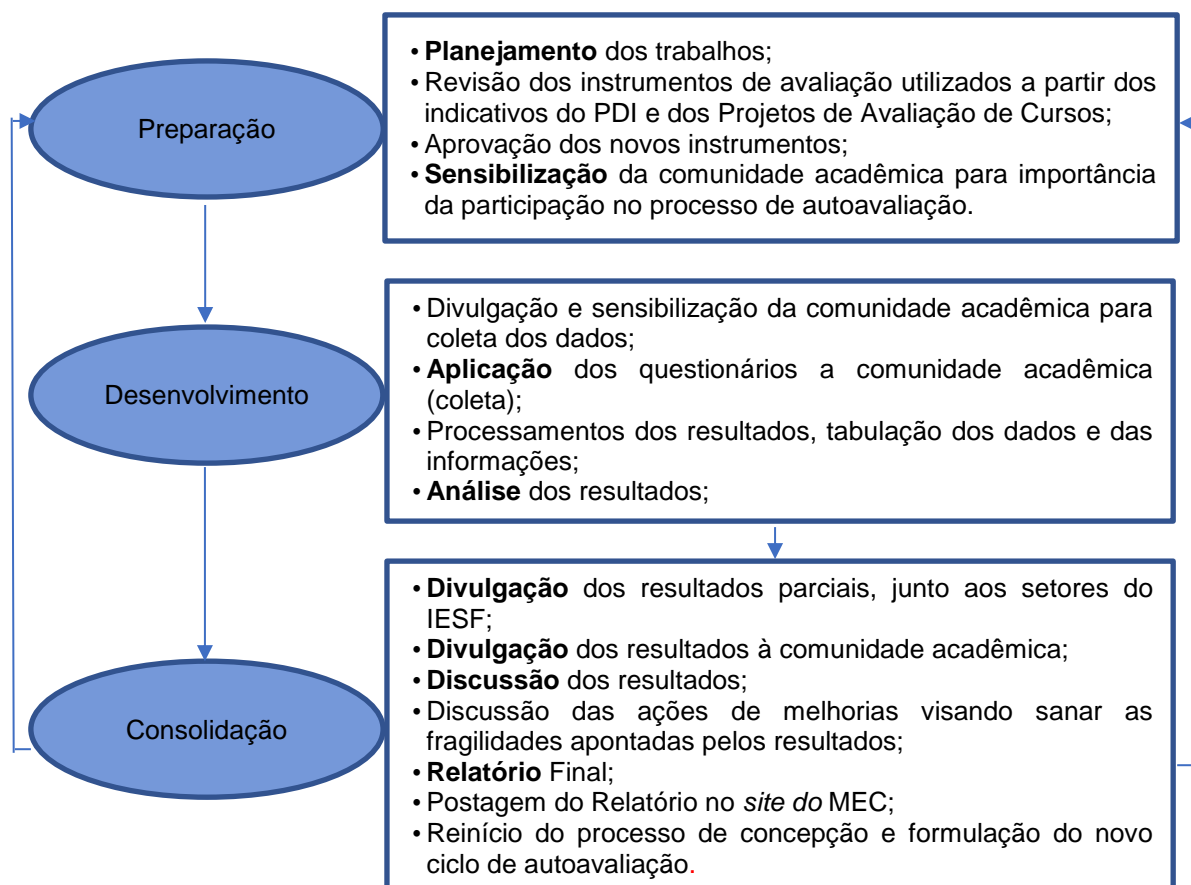 Preparação
• Planejamento dos trabalhos;
• Revisão dos instrumentos de avaliação utilizados a partir dos
indicativos do PDI e dos Projetos de Avaliação de Cursos;
• Aprovação dos novos instrumentos;
• Sensibilização da comunidade acadêmica para importância
da participação no processo de autoavaliação.
Desenvolvimento
• Divulgação e sensibilização da comunidade acadêmica para
coleta dos dados;
• Aplicação dos questionários a comunidade acadêmica
(coleta);
• Processamentos dos resultados, tabulação dos dados e das
informações;
• Análise dos resultados;
Consolidação
• Divulgação dos resultados parciais, junto aos setores do
IESF;
• Divulgação dos resultados à comunidade acadêmica;
• Discussão dos resultados;
• Discussão das ações de melhorias visando sanar as
fragilidades apontadas pelos resultados;
• Relatório Final;
• Postagem do Relatório no site do MEC;
• Reinício do processo de concepção e formulação do novo
ciclo de autoavaliação.